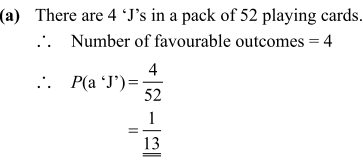 (a) There are 4 ‘J’s in a pack of 52 playing cards.
∴ Number of favourable outcomes = 4
∴ P(a ‘J’) = 4/52
= 1/13